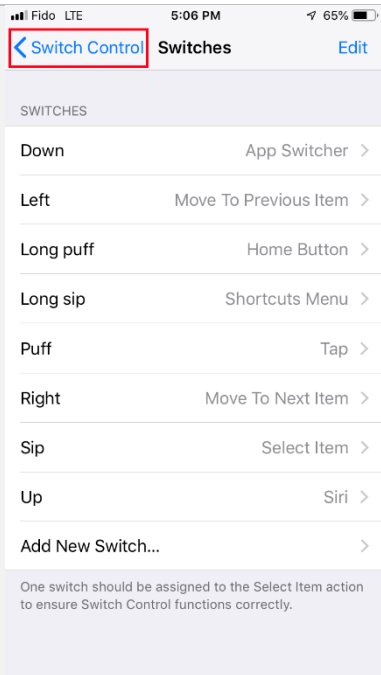 Fido LTE 5:06 PM 65%
Switch Control Switches Edit
SWITCHES
Down App Switcher
Left Move To Previous Item
Long puff Home Button
Long sip Shortcuts Menu
Puff Tap
Right Move To Next Item
Sip Select Item
Up Siri
Add New Switch...
One switch should be assigned to the Select Item action
to ensure Switch Control functions correctly.